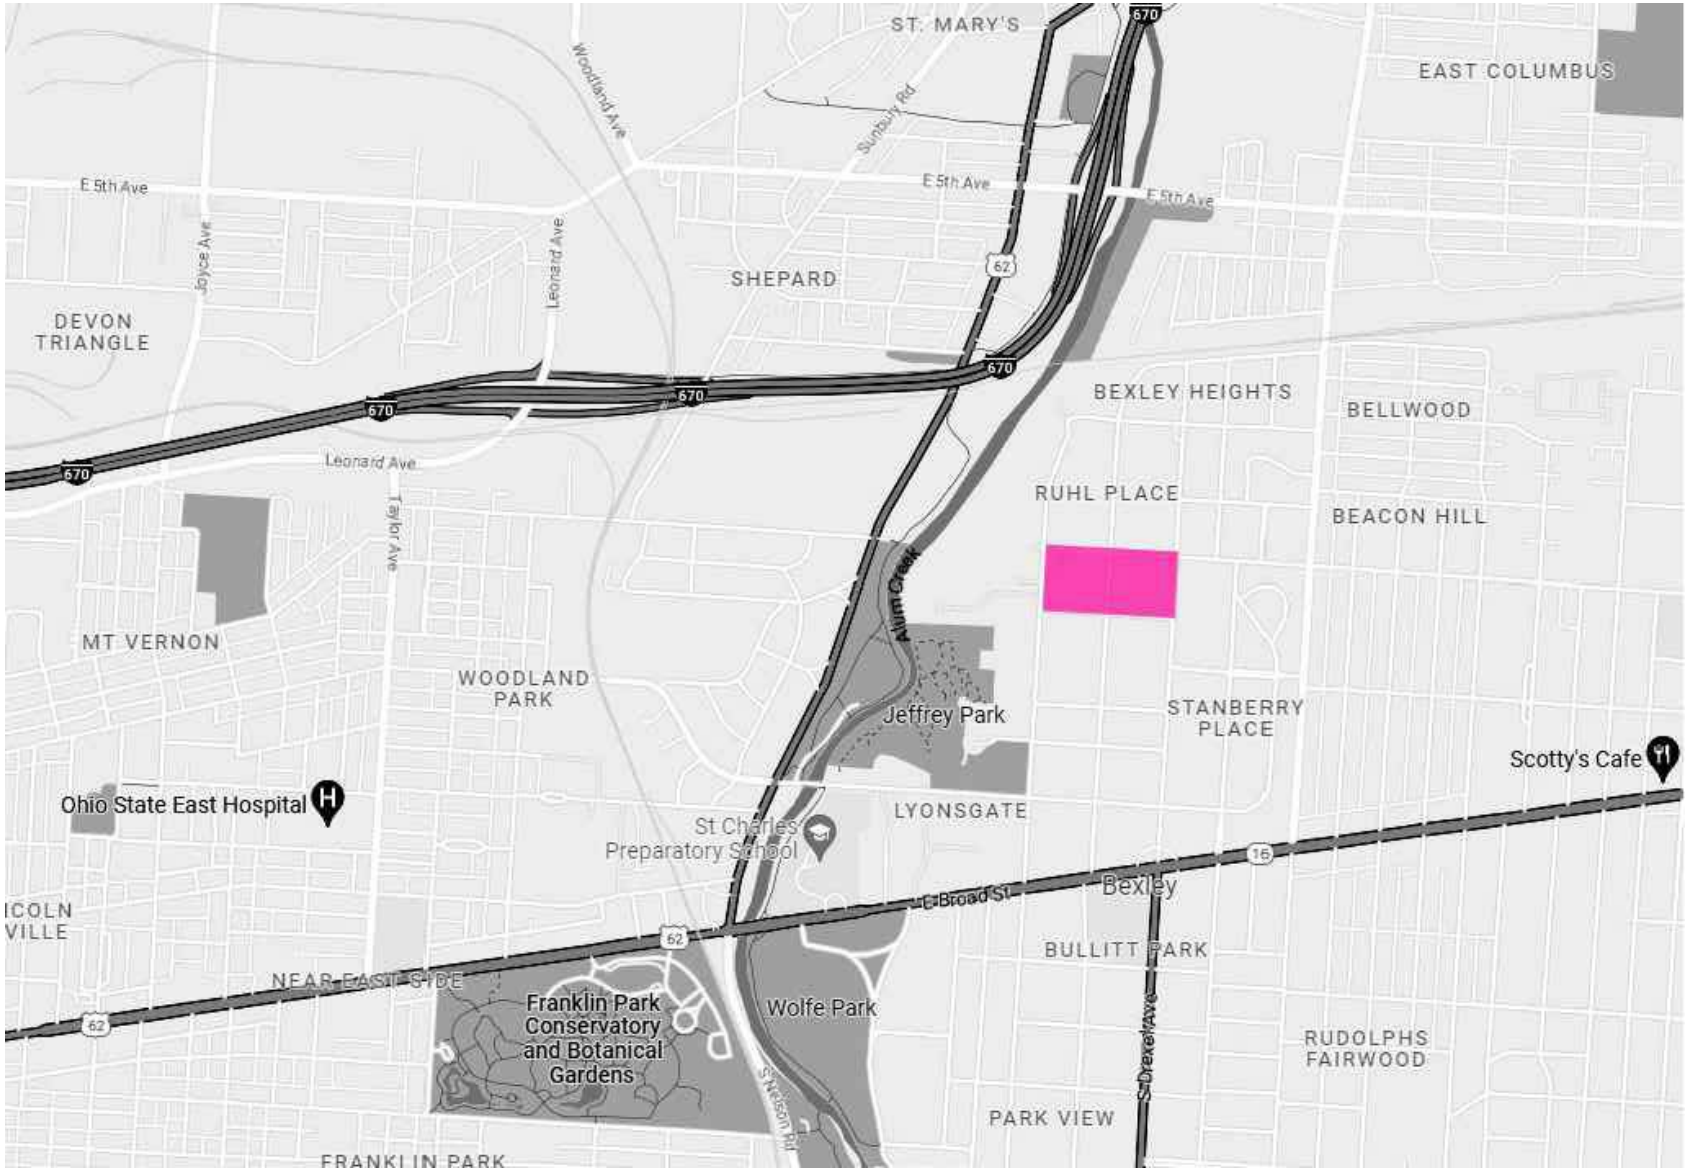 670
ST. MARY'S
EAST COLUMBUS
Woodland Ave
Sunbury Rd
E 5th Ave
E 5th Ave
E 5th Ave
Joyce Ave
Leonard Ave
62
SHEPARD
DEVON
TRIANGLE
670
670
670
BEXLEY HEIGHTS
BELLWOOD
670
Leonard Ave
RUHL PLACE
BEACON HILL
Taylor Ave
Alum Creek
MT VERNON
WOODLAND
PARK
Jeffrey Park
STANBERRY
PLACE
Scotty's Cafe
Ohio State East Hospital
H
LYONSGATE
St Charles
Preparatory School
16
Bexley
E Broad St
COLN
VILLE
62
BULLITT PARK
NEAR EAST SIDE
Franklin Park
Conservatory
and Botanical
Gardens
Wolfe Park
62
S Drexel Ave
RUDOLPHS
FAIRWOOD
S Nelson Rd
PARK VIEW
FRANKLIN PARK